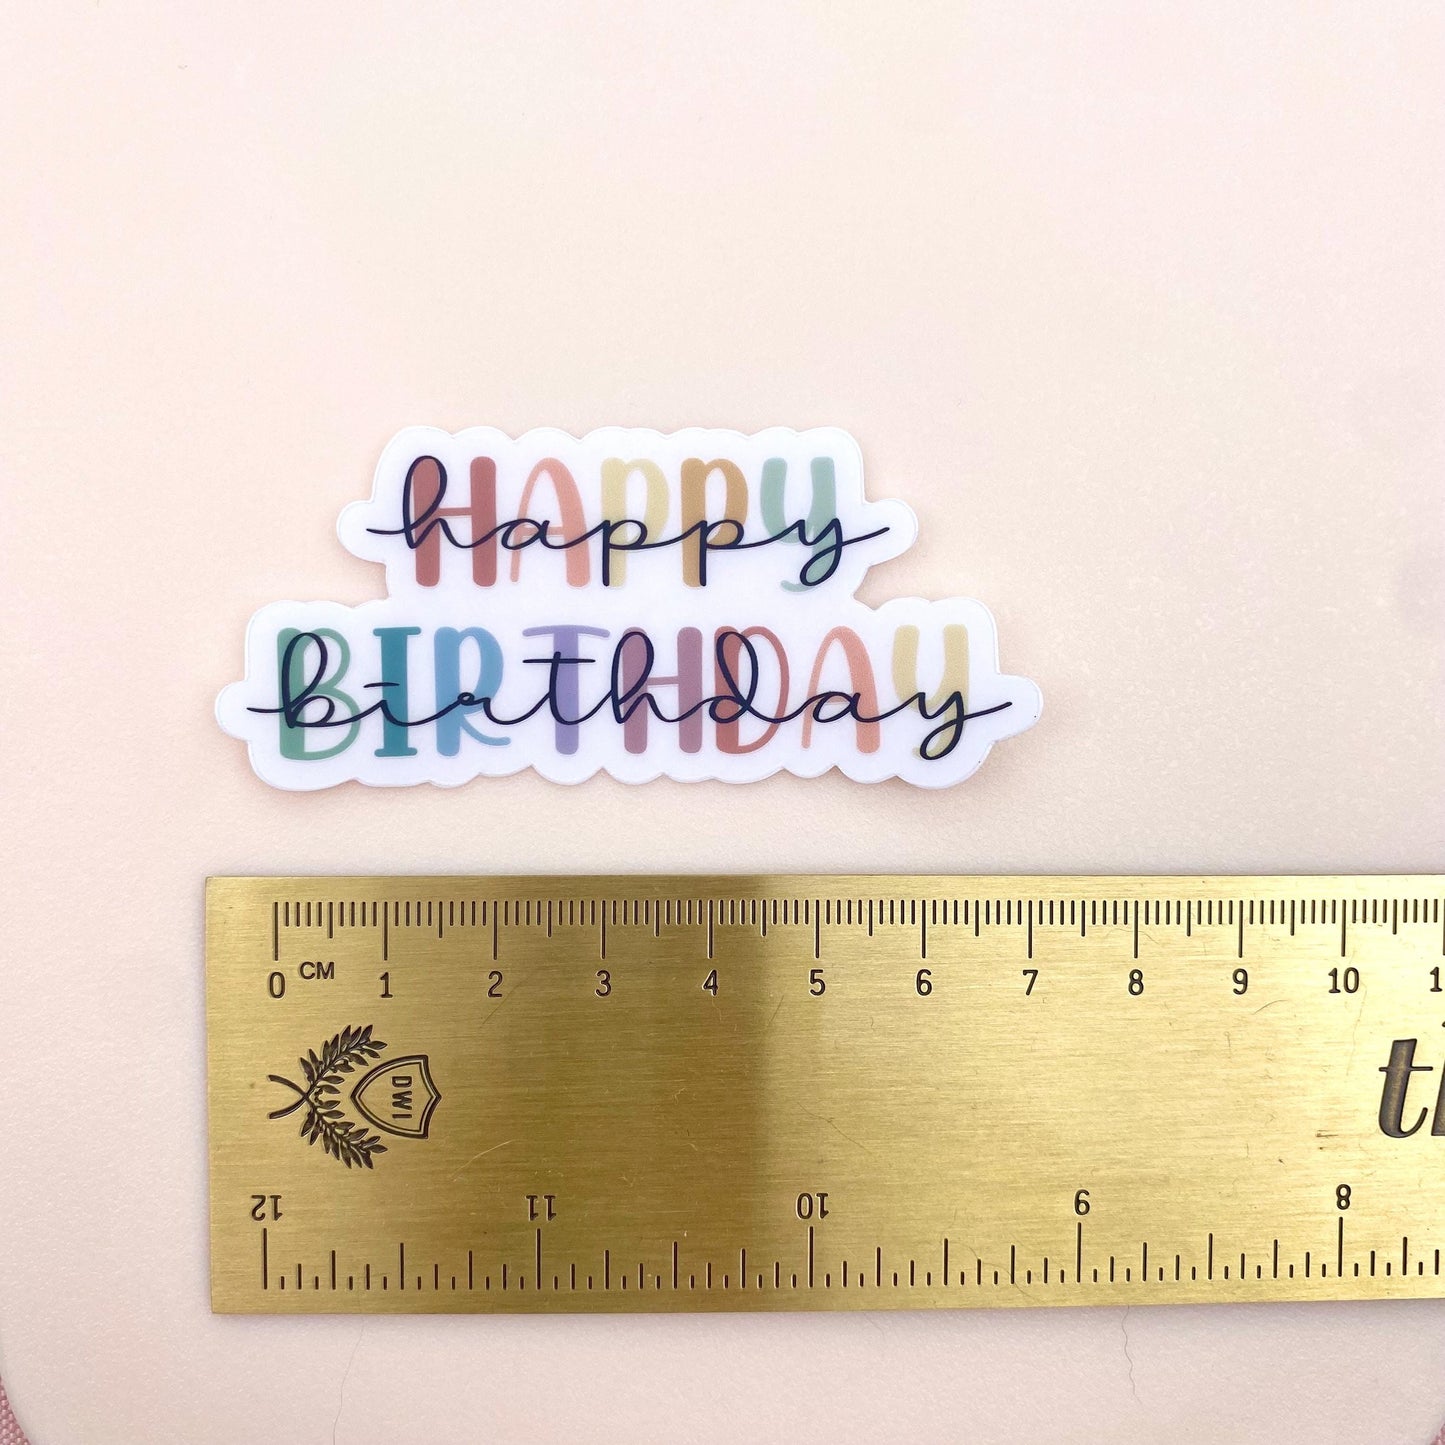 HAPPY
happy
BIRTHDAY
birthday
0 CM 1 2 3 4 5 6 7 8 9 10
DWI
12 11 10 9 8